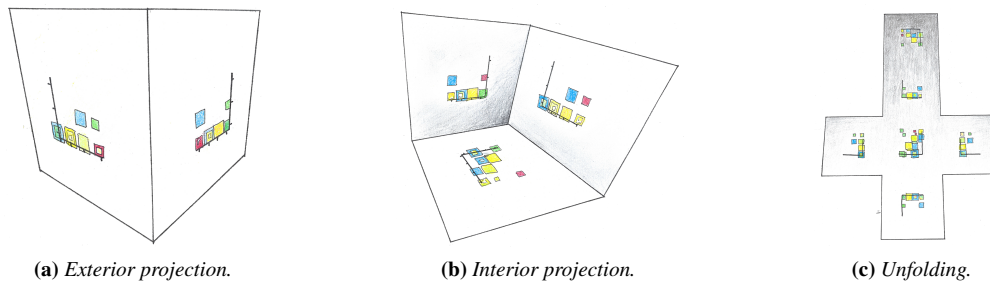 (a) Exterior projection.
(b) Interior projection.
(c) Unfolding.